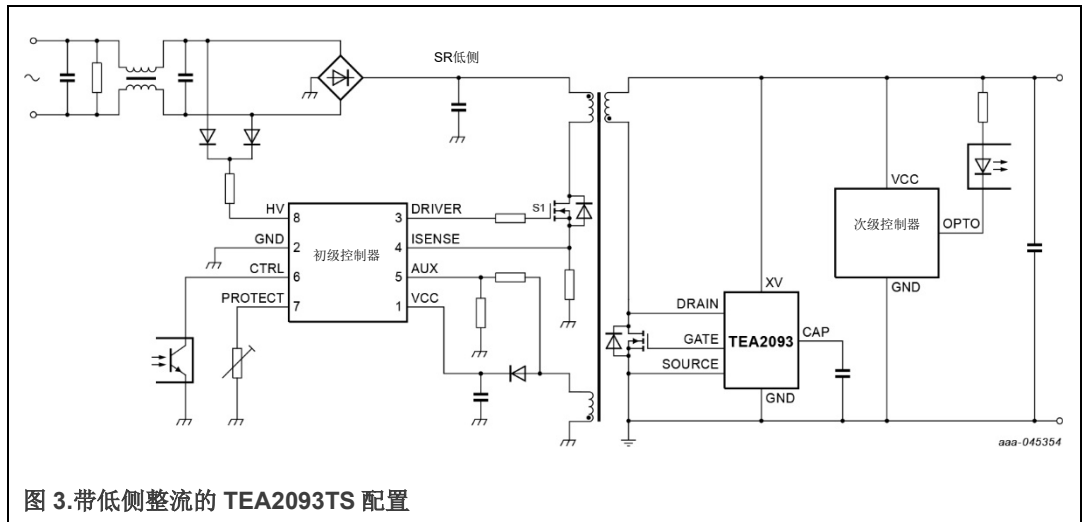 SR低侧
HV
8
GND
2
CTRL
6
PROTECT
7
初级控制器
3
DRIVER
4
ISENSE
5
AUX
1
VCC
S1
DRAIN
GATE
SOURCE
XV
TEA2093
CAP
GND
VCC
次级控制器
OPTO
GND
aaa-045354
图 3.带低侧整流的 TEA2093TS 配置